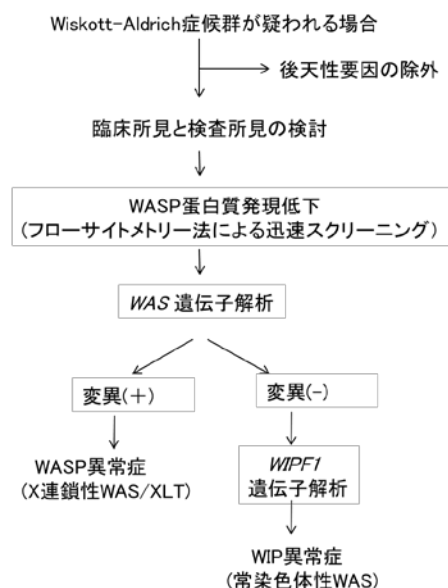 Wiskott-Aldrich症候群が疑われる場合
後天性要因の除外
臨床所見と検査所見の検討
WASP蛋白質発現低下
(フローサイトメトリー法による迅速スクリーニング)
WAS 遺伝子解析
変異(+)
変異(-)
WASP異常症
(X連鎖性WAS/XLT)
WIPF1
遺伝子解析
WIP異常症
(常染色体性WAS)